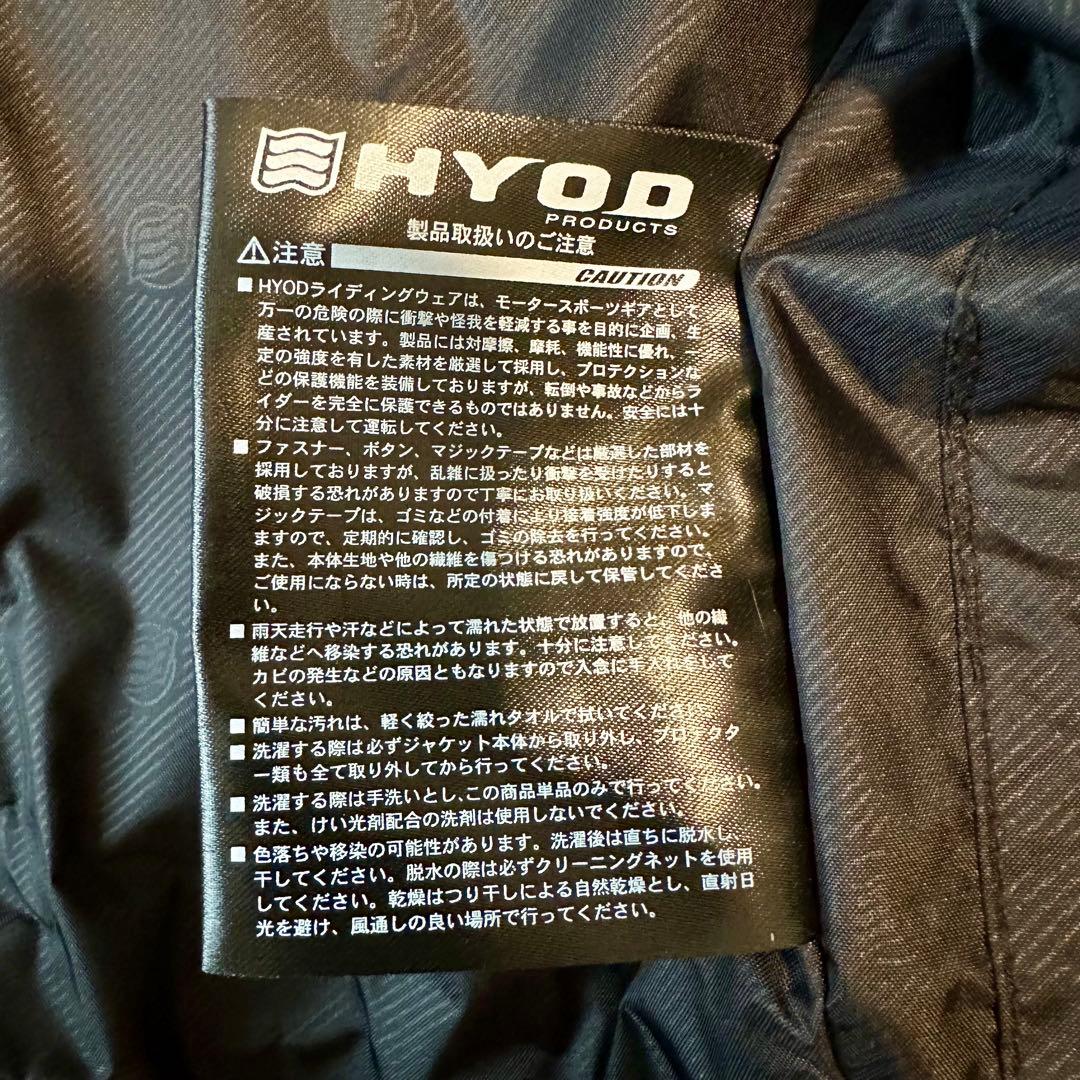 HYOD
PRODUCTS
製品取扱いのご注意
注意
CAUTION
■ HYODライディングウェアは、モータースポーツギアとして
万一の危険の際に衝撃や怪我を軽減する事を目的に企画、生
産されています。製品には対摩擦、摩耗、機能性に優れ、一
定の強度を有した素材を厳選して採用し、プロテクションな
どの保護機能を装備しておりますが、転倒や事故などからラ
イダーを完全に保護できるものではありません。安全には十
分に注意して運転してください。
■ ファスナー、ボタン、マジックテープなどは厳選した部材を
採用しておりますが、乱雑に扱ったり衝撃を受けたりすると
破損する恐れがありますので丁寧にお取り扱いください。マ
ジックテープは、ゴミなどの付着により接着強度が低下しま
すので、定期的に確認し、ゴミの除去を行ってください。
また、本体生地や他の繊維を傷つける恐れがありますので、
ご使用にならない時は、所定の状態に戻して保管してくださ
い。
■ 雨天走行や汗などによって濡れた状態で放置すると、他の繊
維などへ移染する恐れがあります。十分に注意してください。
カビの発生などの原因ともなりますので入念に手入れをして
ください。
■ 簡単な汚れは、軽く絞った濡れタオルで拭いてください。
■ 洗濯する際は必ずジャケット本体から取り外し、プロテクタ
ー類も全て取り外してから行ってください。
■ 洗濯する際は手洗いとし、この商品単品のみで行ってください。
また、けい光剤配合の洗剤は使用しないでください。
■ 色落ちや移染の可能性があります。洗濯後は直ちに脱水し、
干してください。脱水の際は必ずクリーニングネットを使用
してください。乾燥はつり干しによる自然乾燥とし、直射日
光を避け、風通しの良い場所で行ってください。